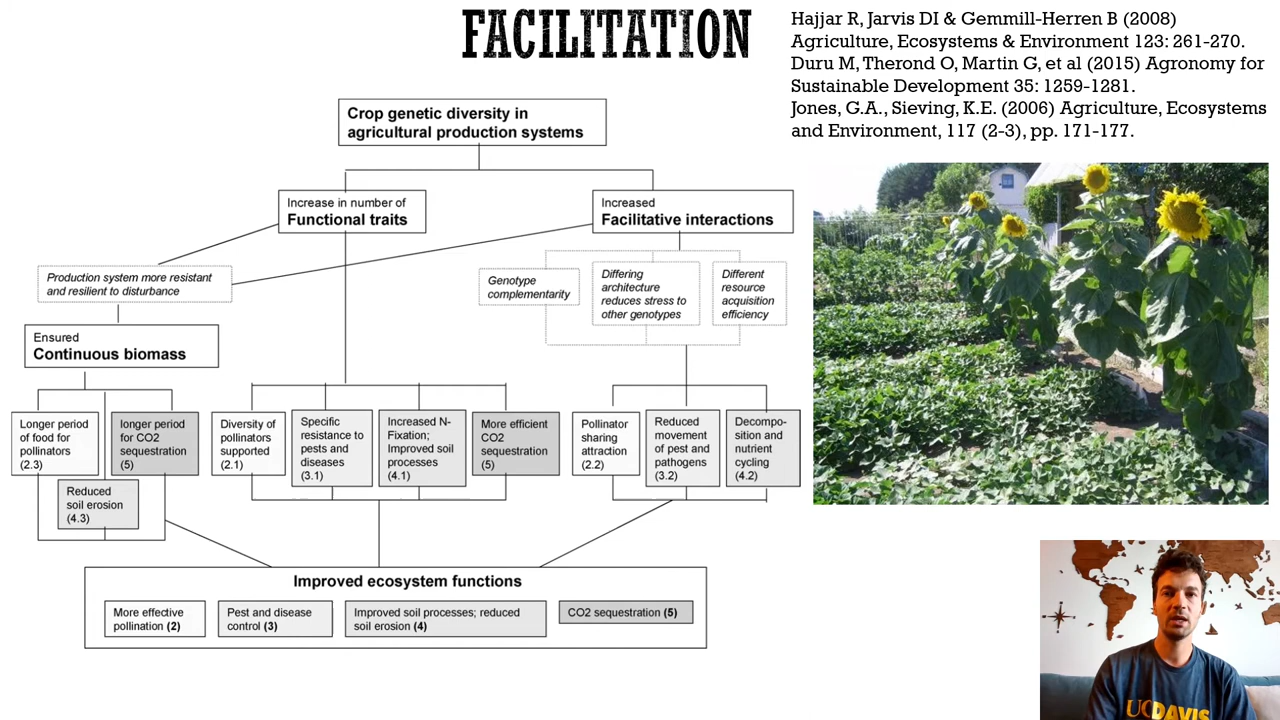 FACILITATION
Hajjar R, Jarvis DI & Gemmill-Herren B (2008)
Agriculture, Ecosystems & Environment 123: 261-270.
Duru M, Therond O, Martin G, et al (2015) Agronomy for
Sustainable Development 35: 1259-1281.
Jones, G.A., Sieving, K.E. (2006) Agriculture, Ecosystems
and Environment, 117 (2-3), pp. 171-177.
Crop genetic diversity in
agricultural production systems
Increase in number of
Functional traits
Increased
Facilitative interactions
Production system more resistant
and resilient to disturbance
Genotype
complementarity
Differing
architecture
reduces stress to
other genotypes
Different
resource
acquisition
efficiency
Ensured
Continuous biomass
Longer period
of food for
pollinators
(2.3)
longer period
for CO2
sequestration
(5)
Reduced
soil erosion
(4.3)
Diversity of
pollinators
supported
(2.1)
Specific
resistance to
pests and
diseases
(3.1)
Increased N-
Fixation;
Improved soil
processes
(4.1)
More efficient
CO2
sequestration
(5)
Pollinator
sharing
attraction
(2.2)
Reduced
movement
of pest and
pathogens
(3.2)
Decompo-
sition and
nutrient
cycling
(4.2)
Improved ecosystem functions
More effective
pollination (2)
Pest and disease
control (3)
Improved soil processes; reduced
soil erosion (4)
CO2 sequestration (5)
UC DAVIS